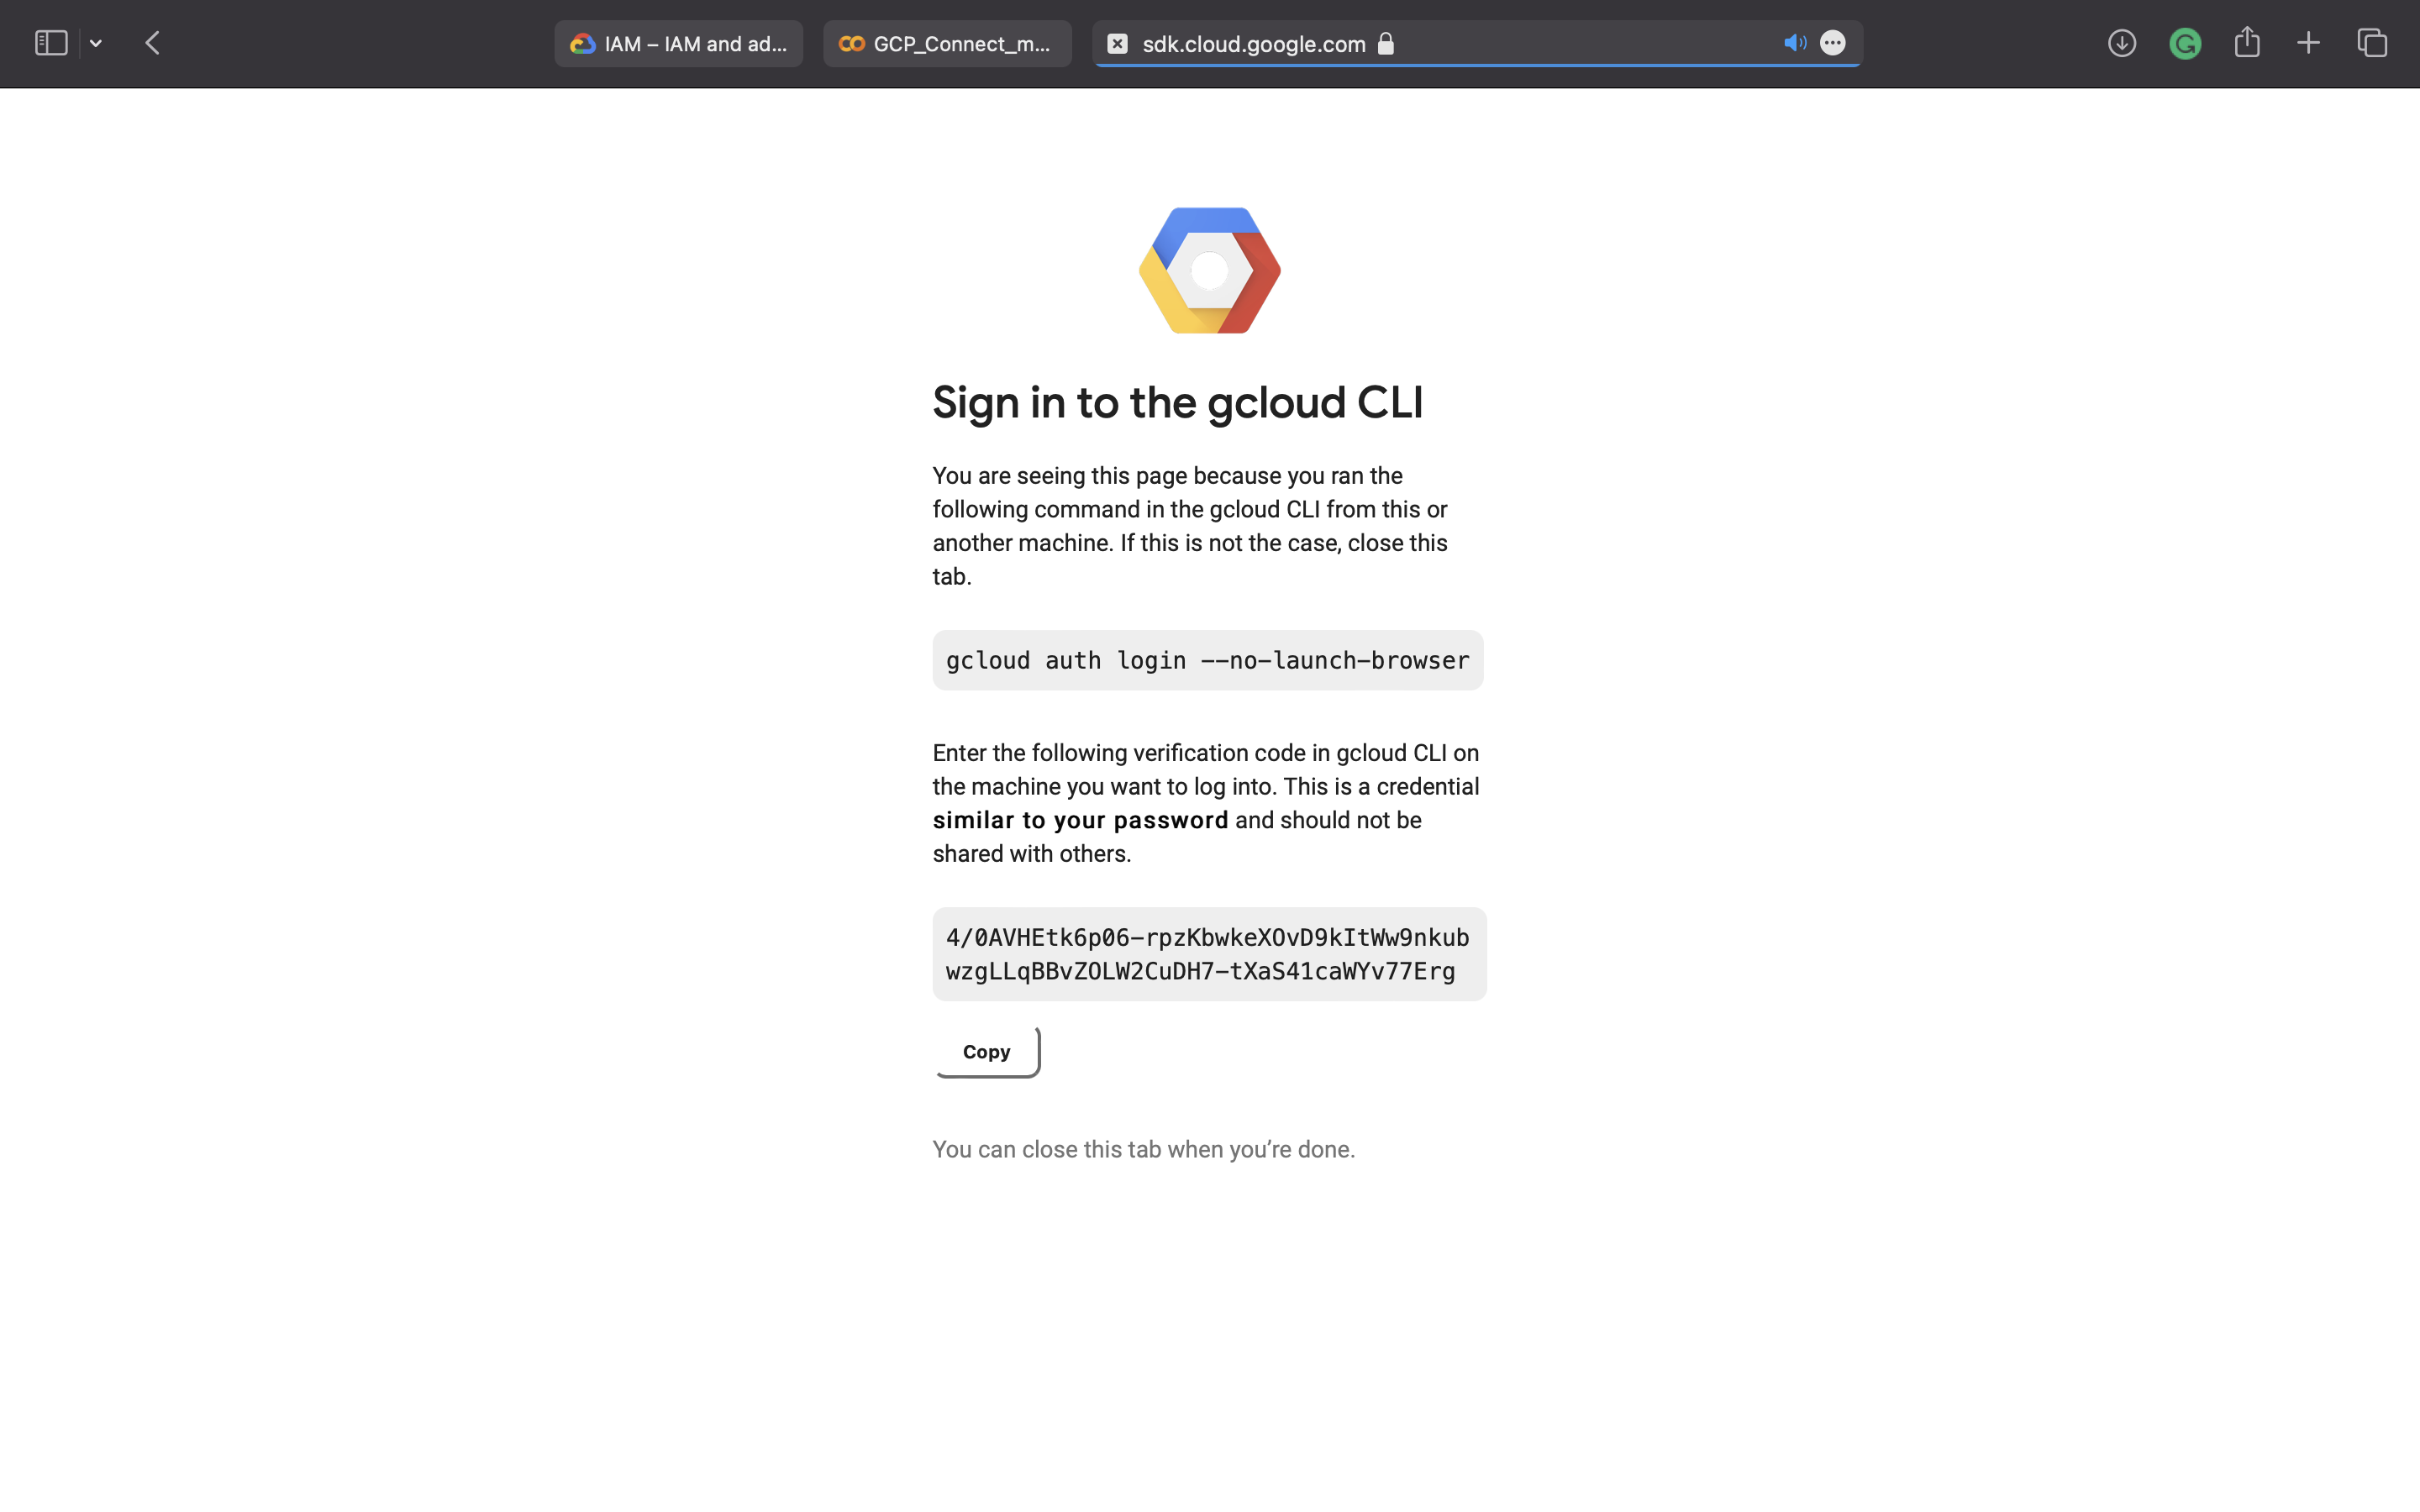 IAM – IAM and ad...
GCP_Connect_m...
sdk.cloud.google.com
Sign in to the gcloud CLI
You are seeing this page because you ran the
following command in the gcloud CLI from this or
another machine. If this is not the case, close this
tab.
gcloud auth login --no-launch-browser
Enter the following verification code in gcloud CLI on
the machine you want to log into. This is a credential
similar to your password and should not be
shared with others.
4/0AVHEtk6p06-rpzKbwkeXOvD9kItWw9nkub
wzgLLqBBvZOLW2CuDH7-tXaS41caWYv77Erg
Copy
You can close this tab when you’re done.